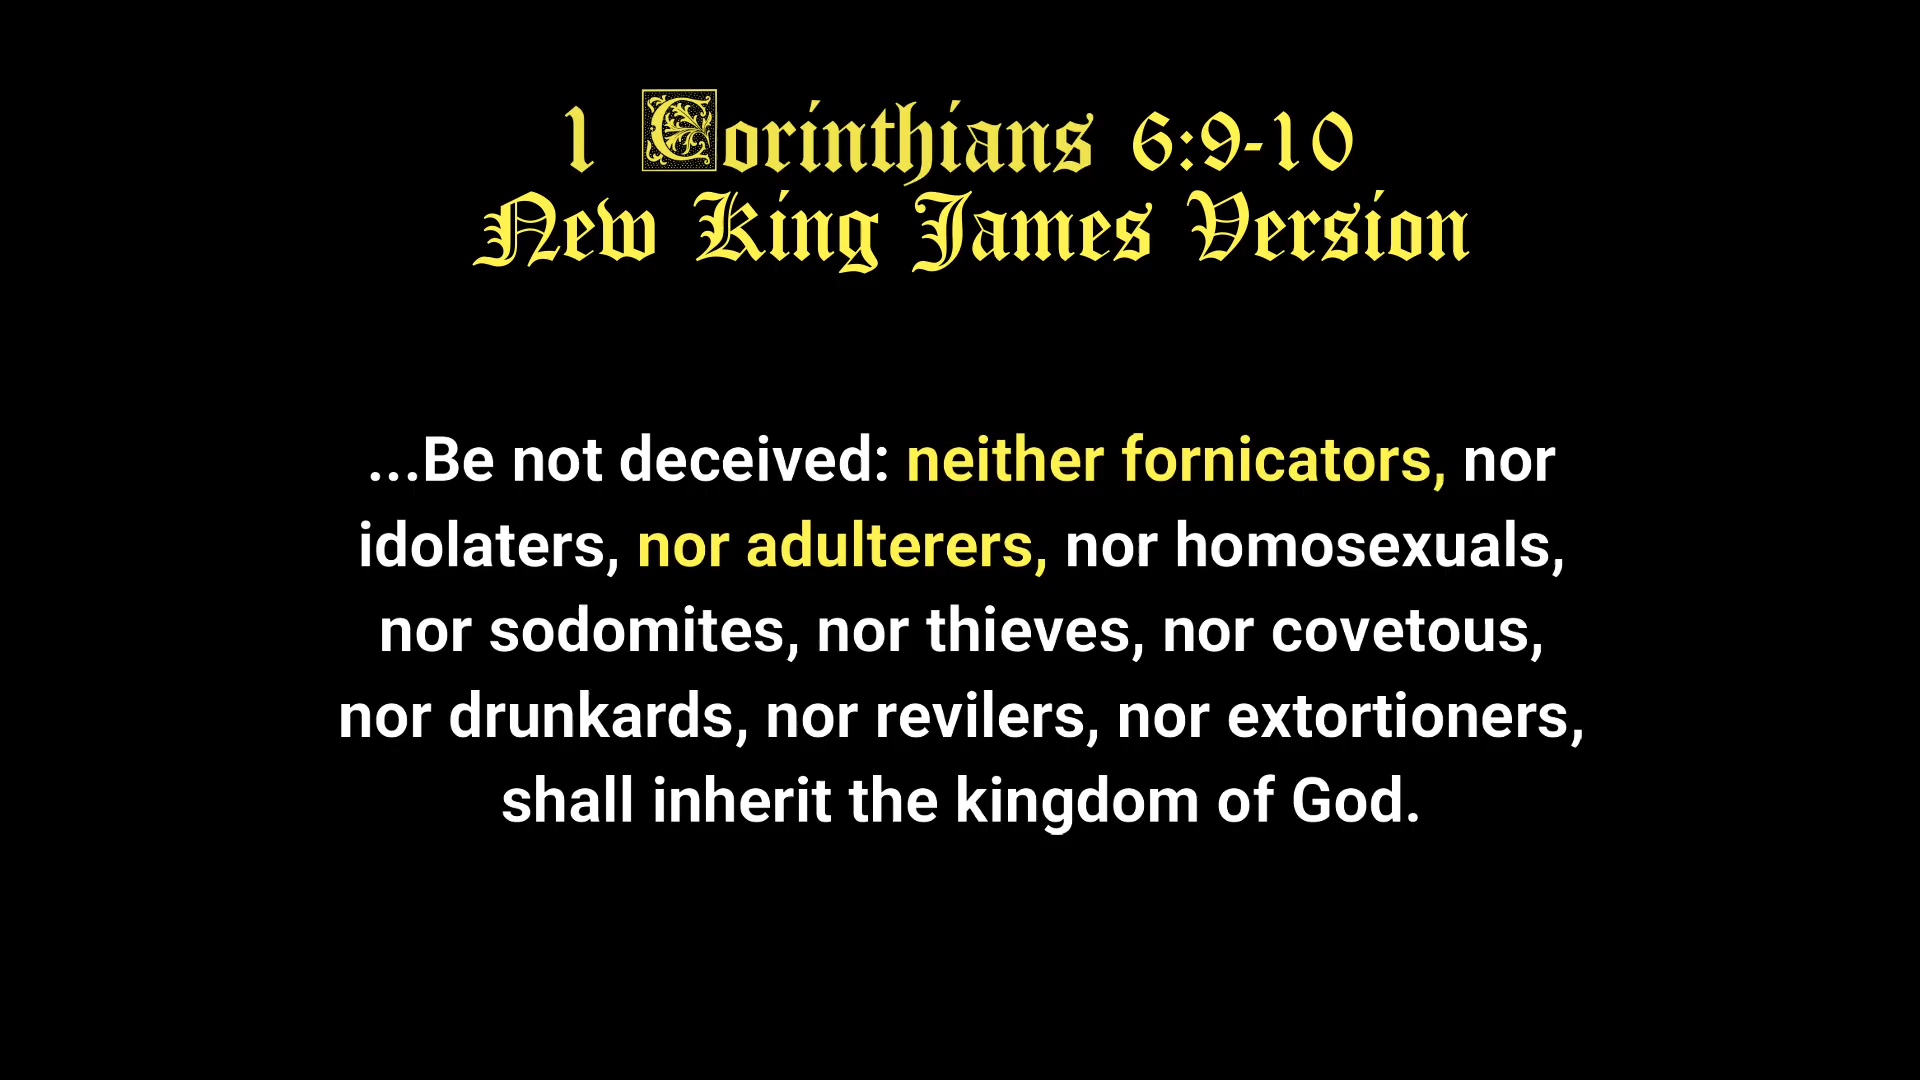 1 Corinthians 6:9-10
New King James Version
...Be not deceived: neither fornicators, nor
idolaters, nor adulterers, nor homosexuals,
nor sodomites, nor thieves, nor covetous,
nor drunkards, nor revilers, nor extortioners,
shall inherit the kingdom of God.